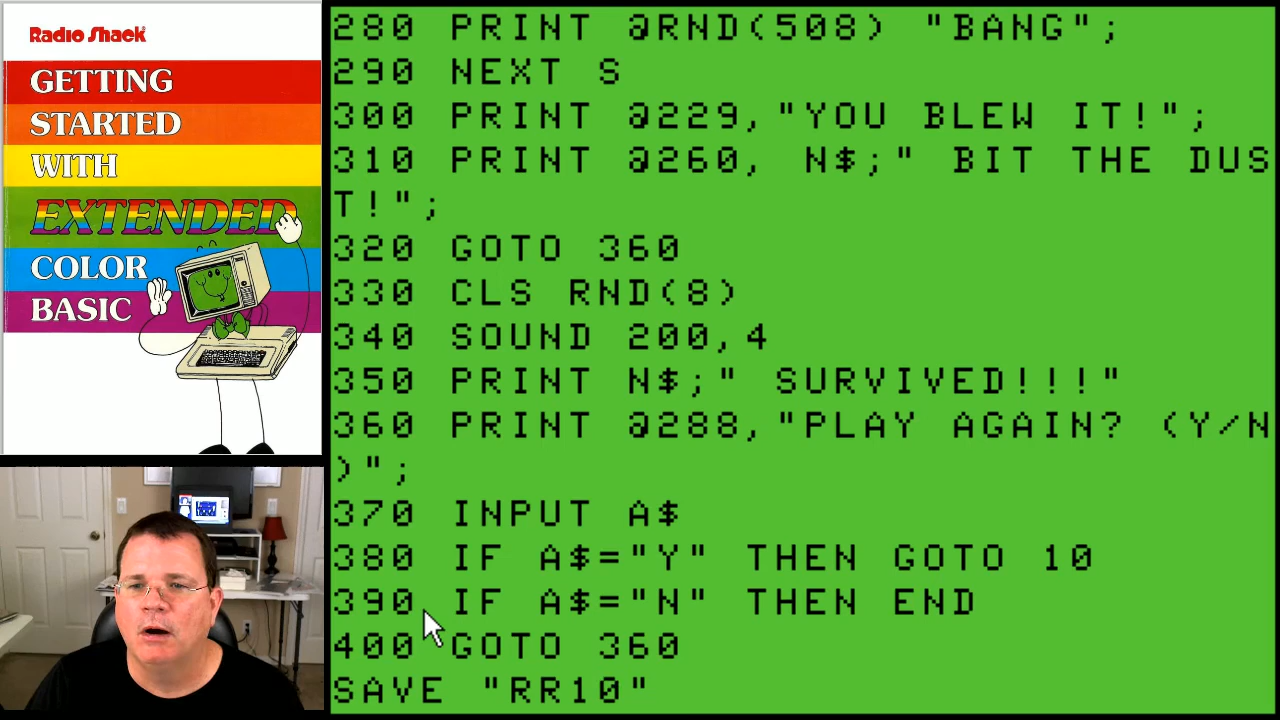 Radio Shack
GETTING
STARTED
WITH
EXTENDED
COLOR
BASIC
280 PRINT @RND(508) "BANG";
290 NEXT S
300 PRINT @229,"YOU BLEW IT!";
310 PRINT @260, N$;" BIT THE DUS
T!";
320 GOTO 360
330 CLS RND(8)
340 SOUND 200,4
350 PRINT N$;" SURVIVED!!!"
360 PRINT @288,"PLAY AGAIN? (Y/N
)";
370 INPUT A$
380 IF A$="Y" THEN GOTO 10
390 IF A$="N" THEN END
400 GOTO 360
SAVE "RR10"